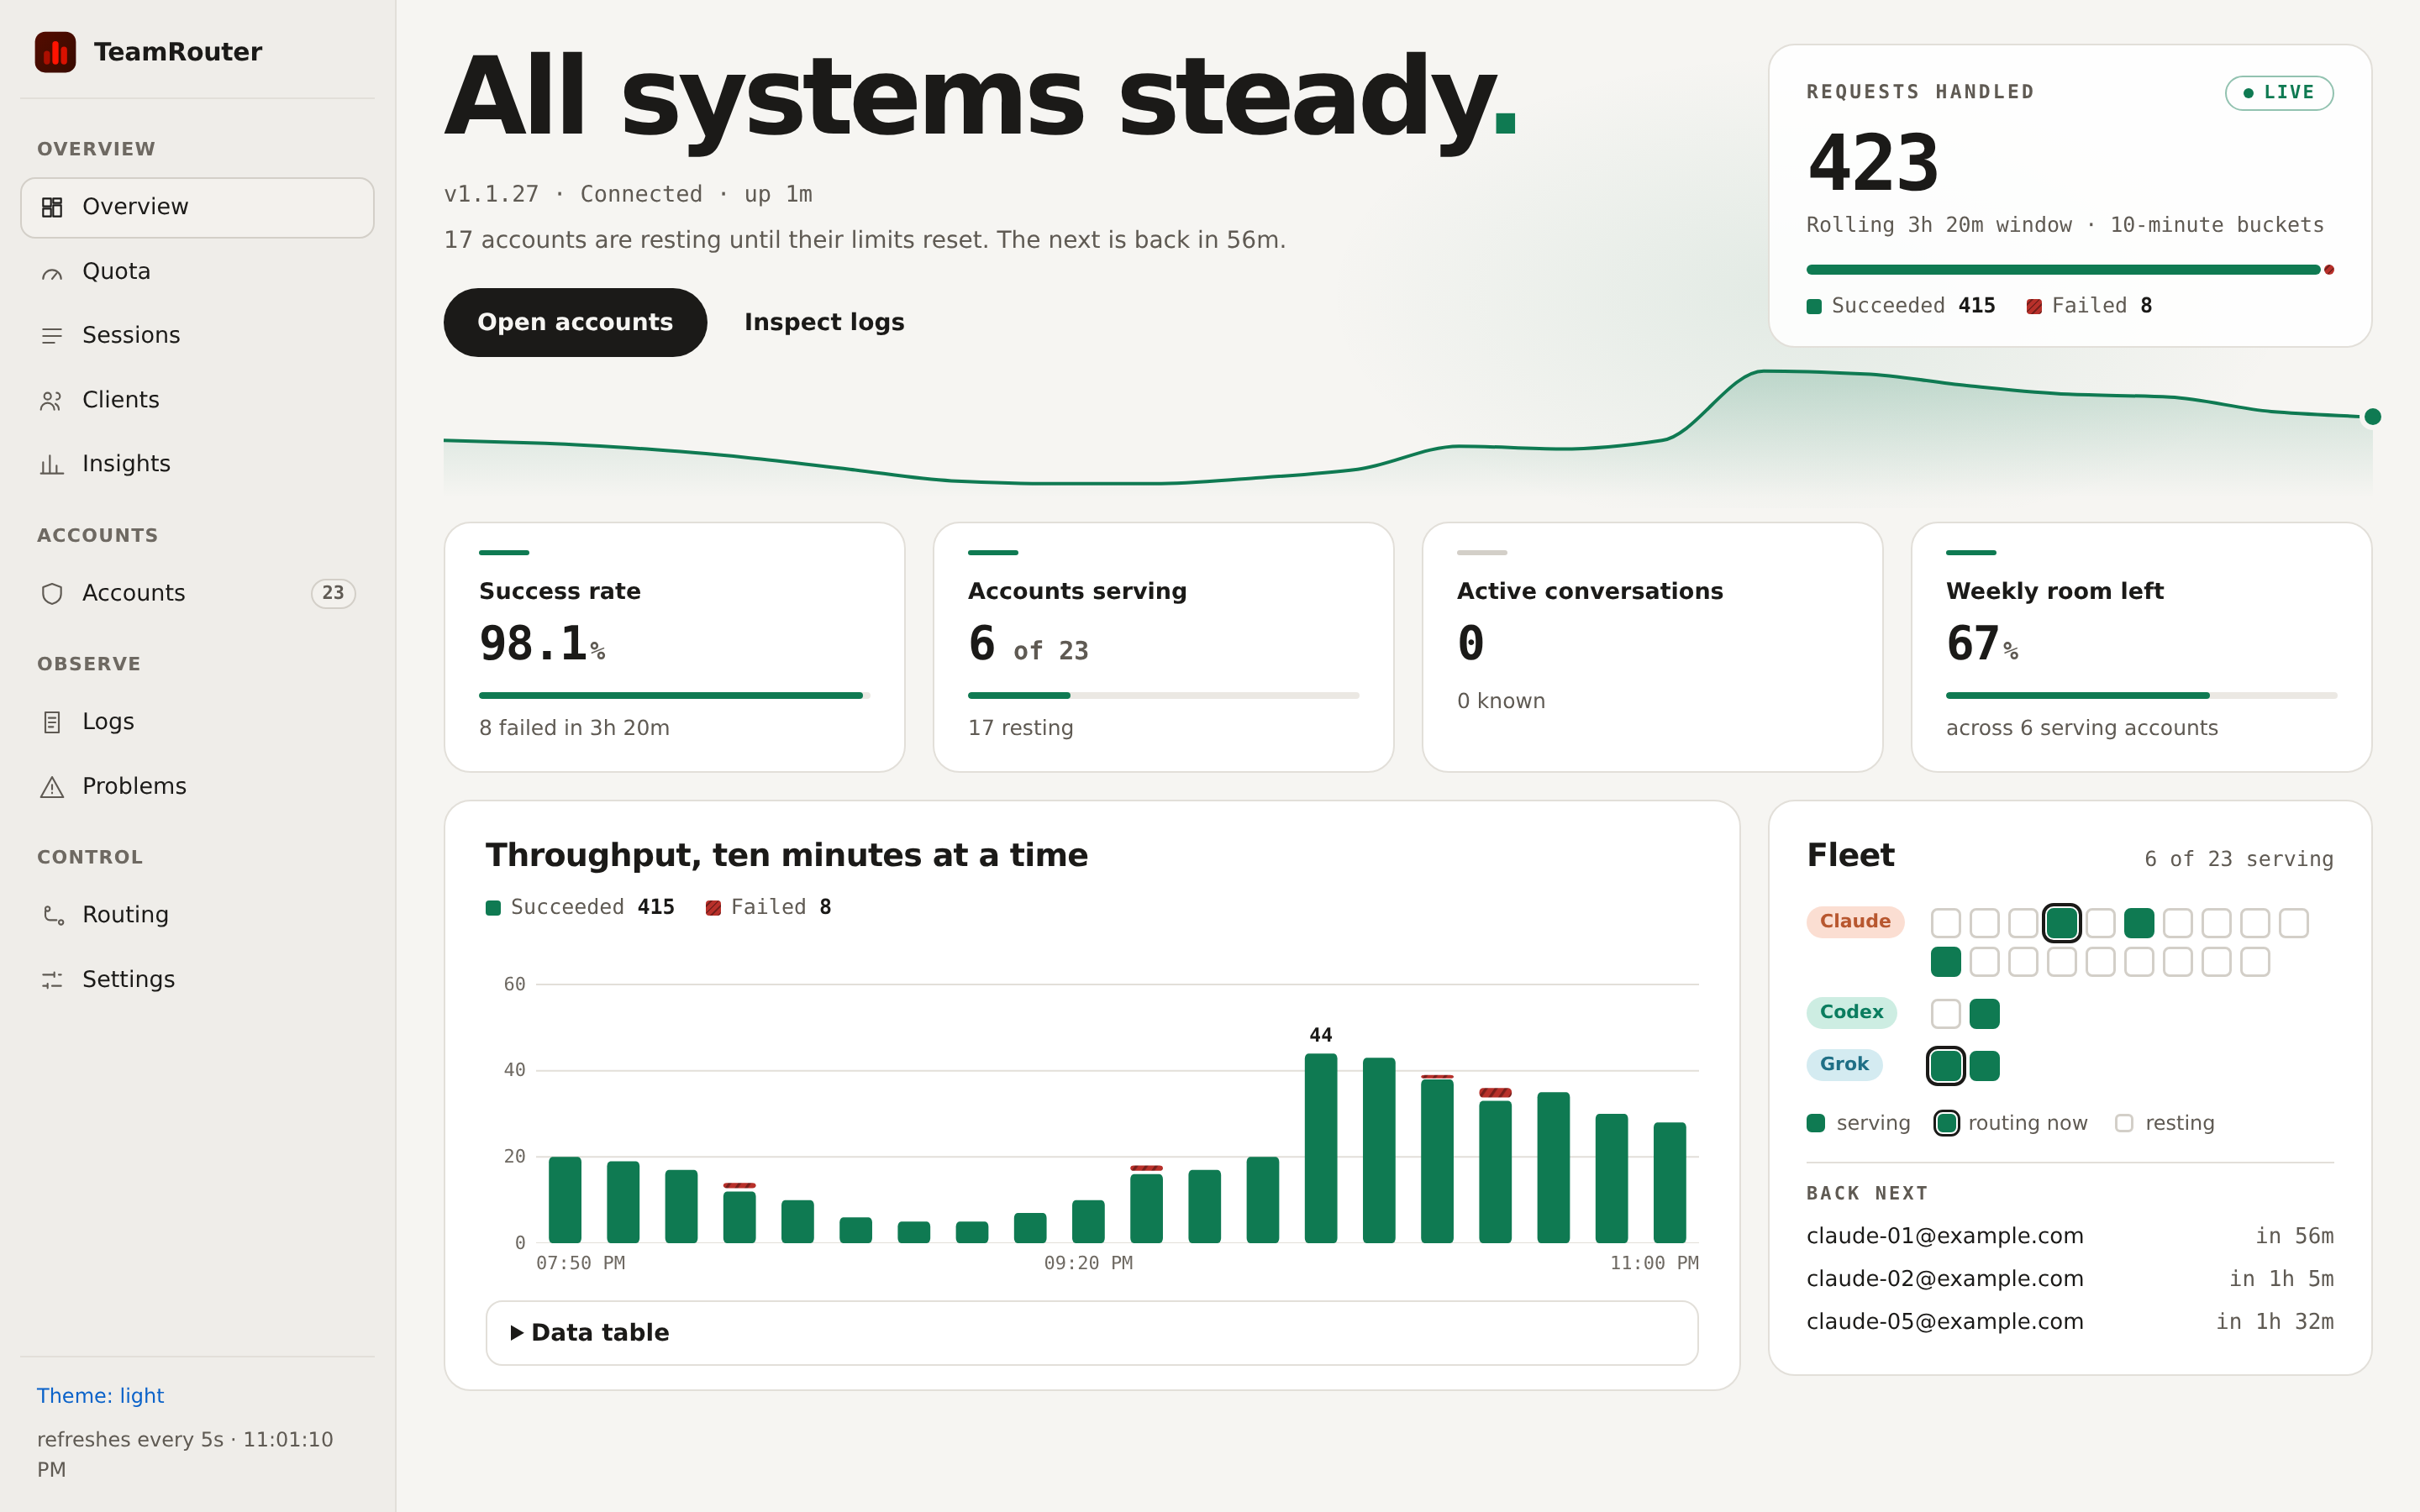 TeamRouter
OVERVIEW
Overview
Quota
Sessions
Clients
Insights
ACCOUNTS
Accounts 23
OBSERVE
Logs
Problems
CONTROL
Routing
Settings
Theme: light
refreshes every 5s · 11:01:10
PM
All systems steady.
v1.1.27 · Connected · up 1m
17 accounts are resting until their limits reset. The next is back in 56m.
Open accounts Inspect logs
REQUESTS HANDLED LIVE
423
Rolling 3h 20m window · 10-minute buckets
Succeeded 415 Failed 8
Success rate
98.1%
8 failed in 3h 20m
Accounts serving
6 of 23
17 resting
Active conversations
0
0 known
Weekly room left
67%
across 6 serving accounts
Throughput, ten minutes at a time
Succeeded 415 Failed 8
60
44
40
20
0
07:50 PM 09:20 PM 11:00 PM
Data table
Fleet 6 of 23 serving
Claude
Codex
Grok
serving routing now resting
BACK NEXT
claude-01@example.com in 56m
claude-02@example.com in 1h 5m
claude-05@example.com in 1h 32m